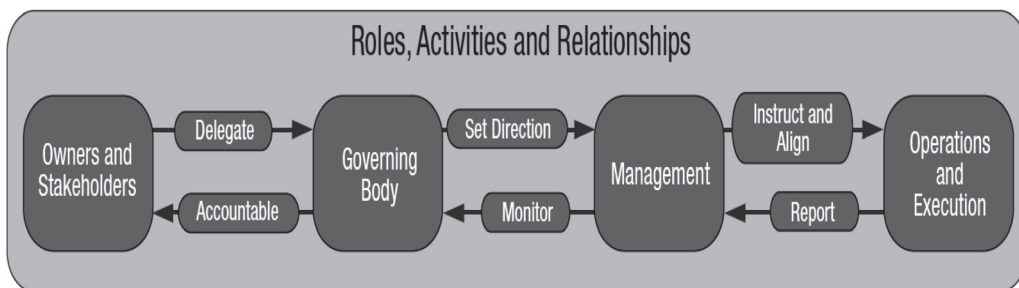 Roles, Activities and Relationships
Owners and
Stakeholders
Delegate
Accountable
Governing
Body
Set Direction
Monitor
Management
Instruct and
Align
Report
Operations
and
Execution